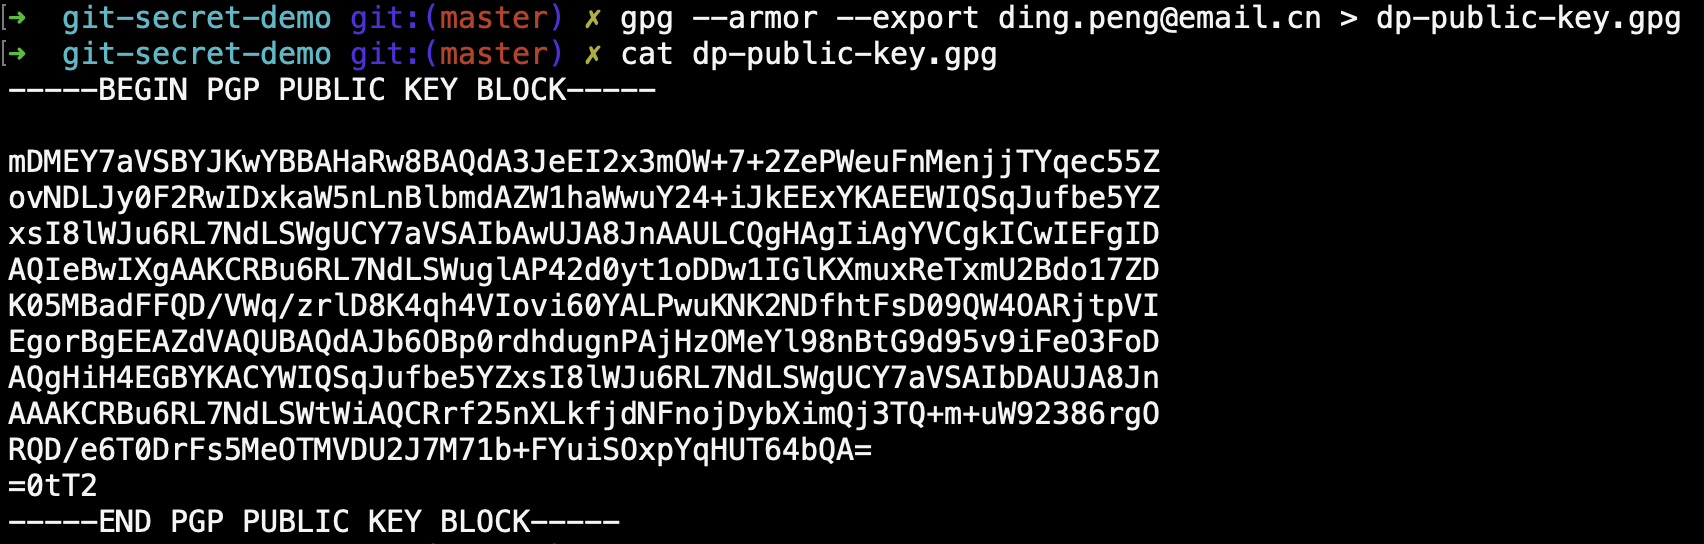 ➜ git-secret-demo git:(master) ✗ gpg --armor --export ding.peng@email.cn > dp-public-key.gpg
➜ git-secret-demo git:(master) ✗ cat dp-public-key.gpg
-----BEGIN PGP PUBLIC KEY BLOCK-----

mDMEY7aVSBYJKwYBBAHaRw8BAQdA3JeEI2x3mOW+7+2ZePWeuFnMenjjTYqec55Z
ovNDLJy0F2RwIDxkaW5nLnBlbmdAZW1haWwuY24+iJkEExYKAEEWIQSqJufbe5YZ
xsI8lWJu6RL7NdLSWgUCY7aVSAIbAwUJA8JnAAULCQgHAgIiAgYVCgkICwIEFgID
AQIeBwIXgAAKCRBu6RL7NdLSWuglAP42d0yt1oDDw1IGlKXmuxReTxmU2Bdo17ZD
K05MBadFFQD/VWq/zrlD8K4qh4VIovi60YALPwuKNK2NDfhtFsD09QW4OARjtpVI
EgorBgEEAZdVAQUBAQdAJb6OBp0rdhdugnPAjHzOMeYl98nBtG9d95v9iFeO3FoD
AQgHiH4EGBYKACYWIQSqJufbe5YZxsI8lWJu6RL7NdLSWgUCY7aVSAIbDAUJA8Jn
AAAKCRBu6RL7NdLSWtWiAQCRrf25nXLkfjdNFnojDybXimQj3TQ+m+uW92386rgO
RQD/e6T0DrFs5MeOTMVDU2J7M71b+FYuiSOxpYqHUT64bQA=
=0tT2
-----END PGP PUBLIC KEY BLOCK-----